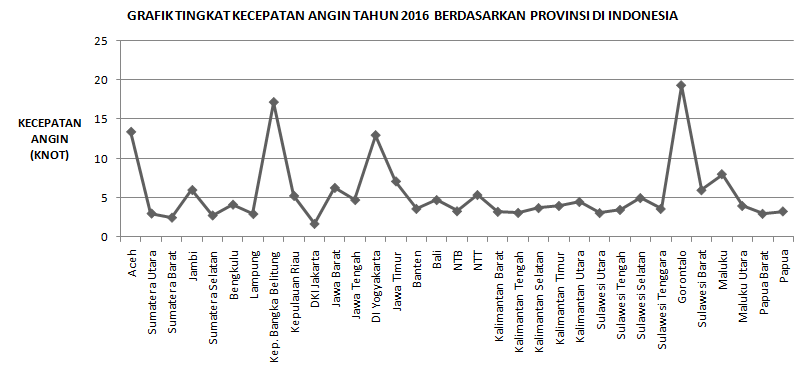 GRAFIK TINGKAT KECEPATAN ANGIN TAHUN 2016 BERDASARKAN PROVINSI DI INDONESIA
KECEPATAN
ANGIN
(KNOT)
25
20
15
10
5
0
Aceh
Sumatera Utara
Sumatera Barat
Jambi
Sumatera Selatan
Bengkulu
Lampung
Kep. Bangka Belitung
Kepulauan Riau
DKI Jakarta
Jawa Barat
Jawa Tengah
DI Yogyakarta
Jawa Timur
Banten
Bali
NTB
NTT
Kalimantan Barat
Kalimantan Tengah
Kalimantan Selatan
Kalimantan Timur
Kalimantan Utara
Sulawesi Utara
Sulawesi Tengah
Sulawesi Selatan
Sulawesi Tenggara
Gorontalo
Sulawesi Barat
Maluku
Maluku Utara
Papua Barat
Papua